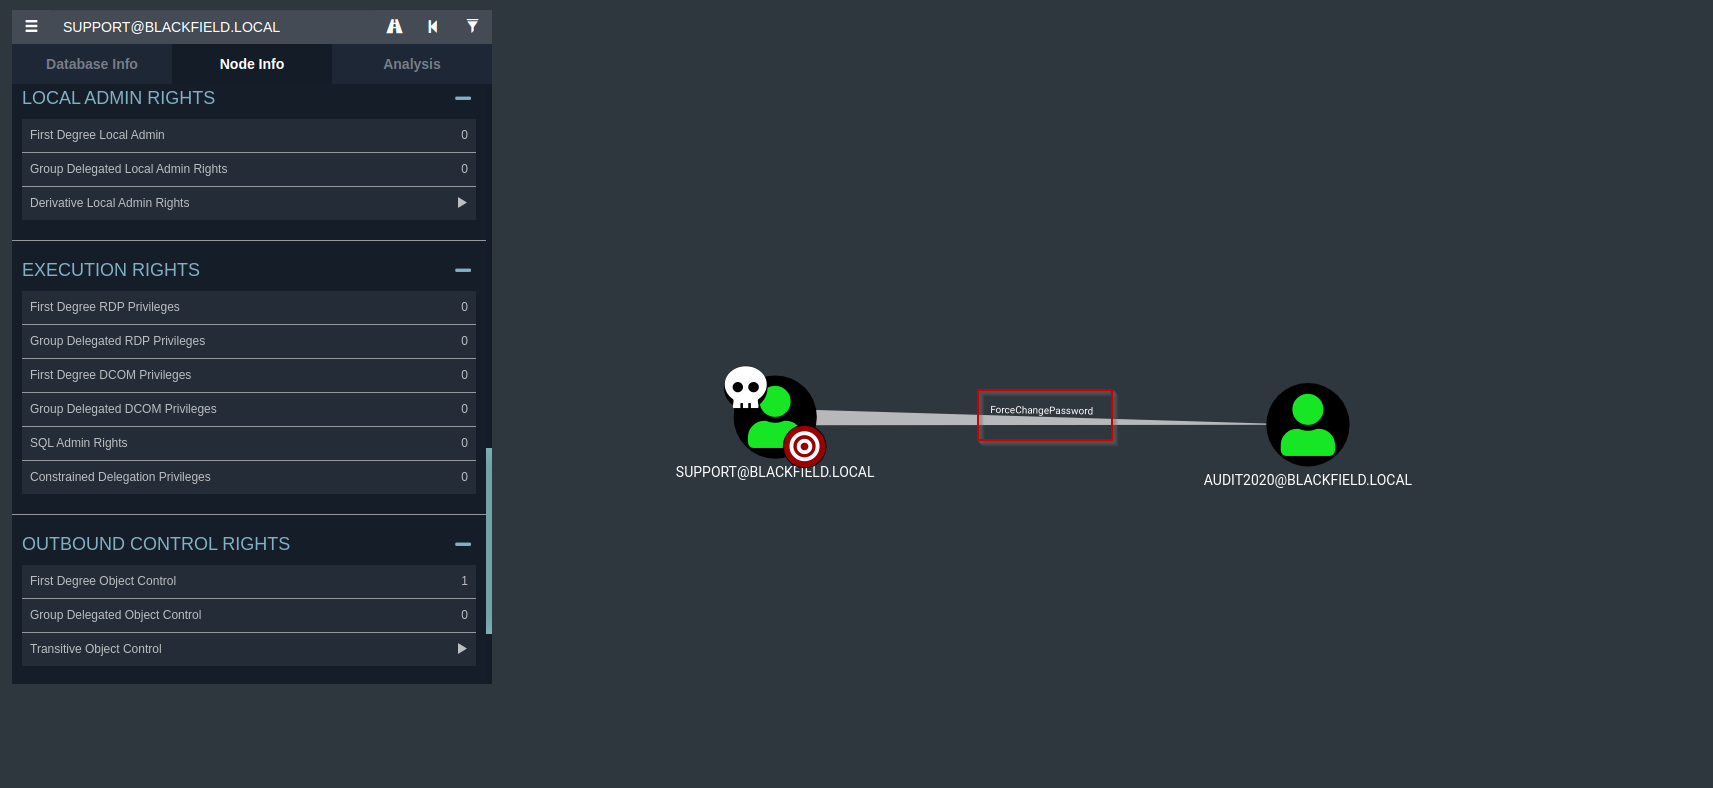 SUPPORT@BLACKFIELD.LOCAL
Database Info Node Info Analysis
LOCAL ADMIN RIGHTS
First Degree Local Admin 0
Group Delegated Local Admin Rights 0
Derivative Local Admin Rights
EXECUTION RIGHTS
First Degree RDP Privileges 0
Group Delegated RDP Privileges 0
First Degree DCOM Privileges 0
Group Delegated DCOM Privileges 0
SQL Admin Rights 0
Constrained Delegation Privileges 0
OUTBOUND CONTROL RIGHTS
First Degree Object Control 1
Group Delegated Object Control 0
Transitive Object Control
ForceChangePassword
SUPPORT@BLACKFIELD.LOCAL
AUDIT2020@BLACKFIELD.LOCAL